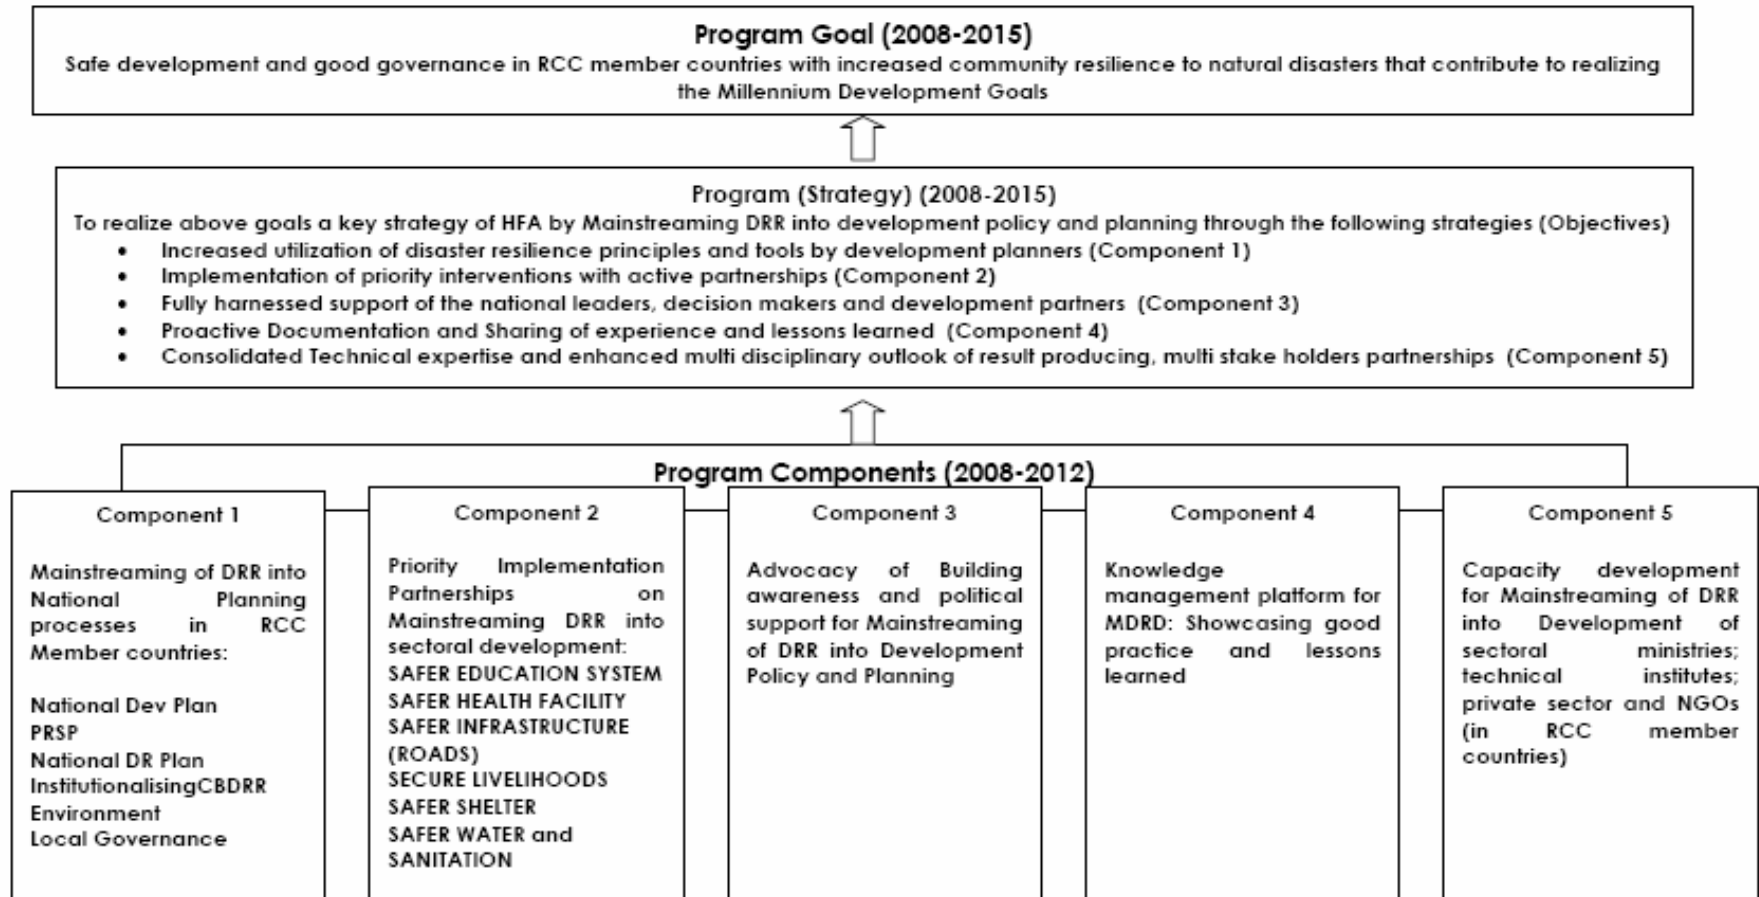 Program Goal (2008-2015)
Safe development and good governance in RCC member countries with increased community resilience to natural disasters that contribute to realizing
the Millennium Development Goals
Program (Strategy) (2008-2015)
To realize above goals a key strategy of HFA by Mainstreaming DRR into development policy and planning through the following strategies (Objectives)
• Increased utilization of disaster resilience principles and tools by development planners (Component 1)
• Implementation of priority interventions with active partnerships (Component 2)
• Fully harnessed support of the national leaders, decision makers and development partners (Component 3)
• Proactive Documentation and Sharing of experience and lessons learned (Component 4)
• Consolidated Technical expertise and enhanced multi disciplinary outlook of result producing, multi stake holders partnerships (Component 5)
Program Components (2008-2012)
Component 1
Mainstreaming of DRR into
National Planning
processes in RCC
Member countries:
National Dev Plan
PRSP
National DR Plan
InstitutionalisingCBDRR
Environment
Local Governance
Component 2
Priority Implementation
Partnerships on
Mainstreaming DRR into
sectoral development:
SAFER EDUCATION SYSTEM
SAFER HEALTH FACILITY
SAFER INFRASTRUCTURE
(ROADS)
SECURE LIVELIHOODS
SAFER SHELTER
SAFER WATER and
SANITATION
Component 3
Advocacy of Building
awareness and political
support for Mainstreaming
of DRR into Development
Policy and Planning
Component 4
Knowledge
management platform for
MDRD: Showcasing good
practice and lessons
learned
Component 5
Capacity development
for Mainstreaming of DRR
into Development of
sectoral ministries;
technical institutes;
private sector and NGOs
(in RCC member
countries)